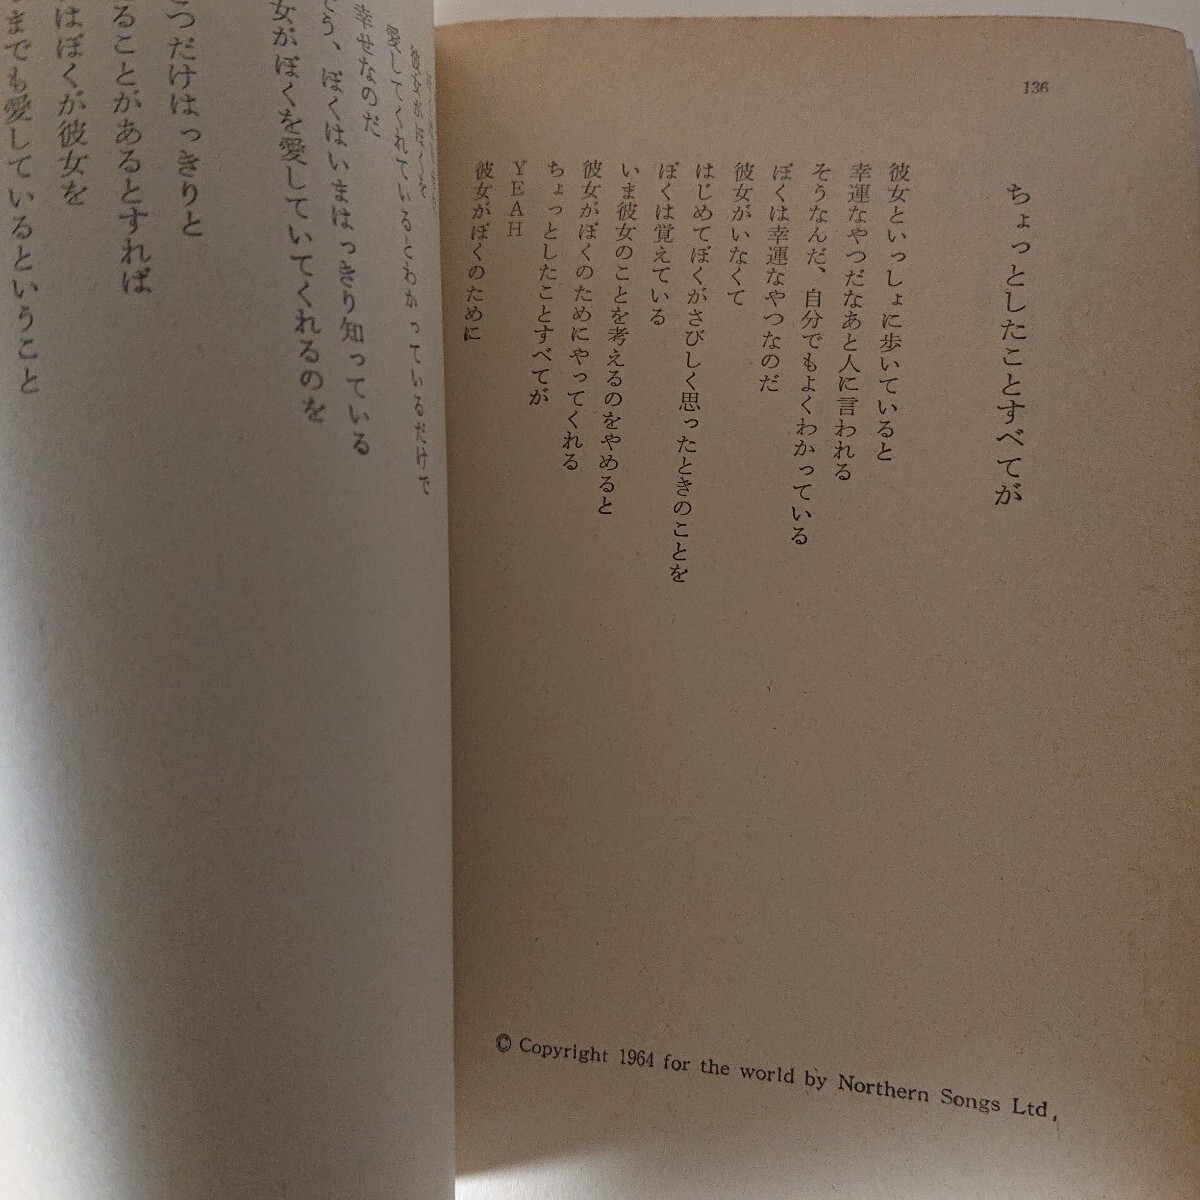 136
ちょっとしたことすべてが
彼女といっしょに歩いていると
幸運なやつだなあと人に言われる
そうなんだ、自分でもよくわかっている
ぼくは幸運なやつなのだ
彼女がいなくて
はじめてぼくがさびしく思ったときのことを
ぼくは覚えている
いま彼女のことを考えるのをやめると
彼女がぼくのためにやってくれる
ちょっとしたことすべてが
YEAH
彼女がぼくのために
© Copyright 1964 for the world by Northern Songs Ltd.
彼女がぼくを
愛してくれているとわかっているだけで
幸せなのだ
そう、ぼくはいまはっきり知っている
女がぼくを愛していてくれるのを
つだけはっきりと
ることがあるとすれば
はぼくが彼女を
までも愛しているということ